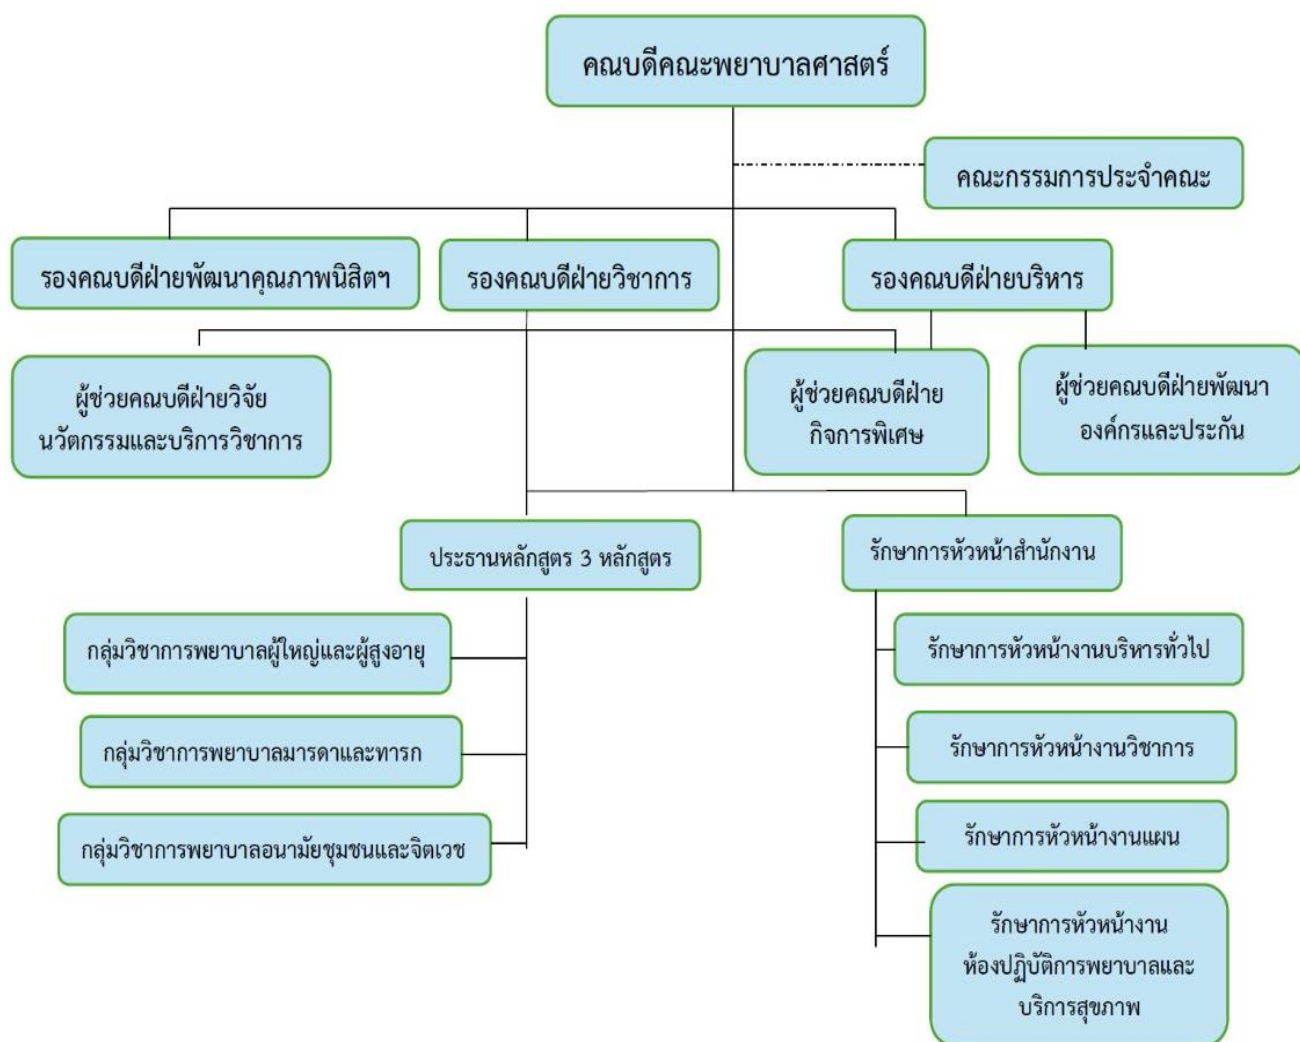 คณบดีคณะพยาบาลศาสตร์
คณะกรรมการประจำคณะ
รองคณบดีฝ่ายพัฒนาคุณภาพนิสิตฯ
รองคณบดีฝ่ายวิชาการ
รองคณบดีฝ่ายบริหาร
ผู้ช่วยคณบดีฝ่ายวิจัย
นวัตกรรมและบริการวิชาการ
ผู้ช่วยคณบดีฝ่าย
กิจการพิเศษ
ผู้ช่วยคณบดีฝ่ายพัฒนา
องค์กรและประกัน
ประธานหลักสูตร 3 หลักสูตร
รักษาการหัวหน้าสำนักงาน
กลุ่มวิชาการพยาบาลผู้ใหญ่และผู้สูงอายุ
กลุ่มวิชาการพยาบาลมารดาและทารก
กลุ่มวิชาการพยาบาลอนามัยชุมชนและจิตเวช
รักษาการหัวหน้างานบริหารทั่วไป
รักษาการหัวหน้างานวิชาการ
รักษาการหัวหน้างานแผน
รักษาการหัวหน้างาน
ห้องปฏิบัติการพยาบาลและ
บริการสุขภาพ